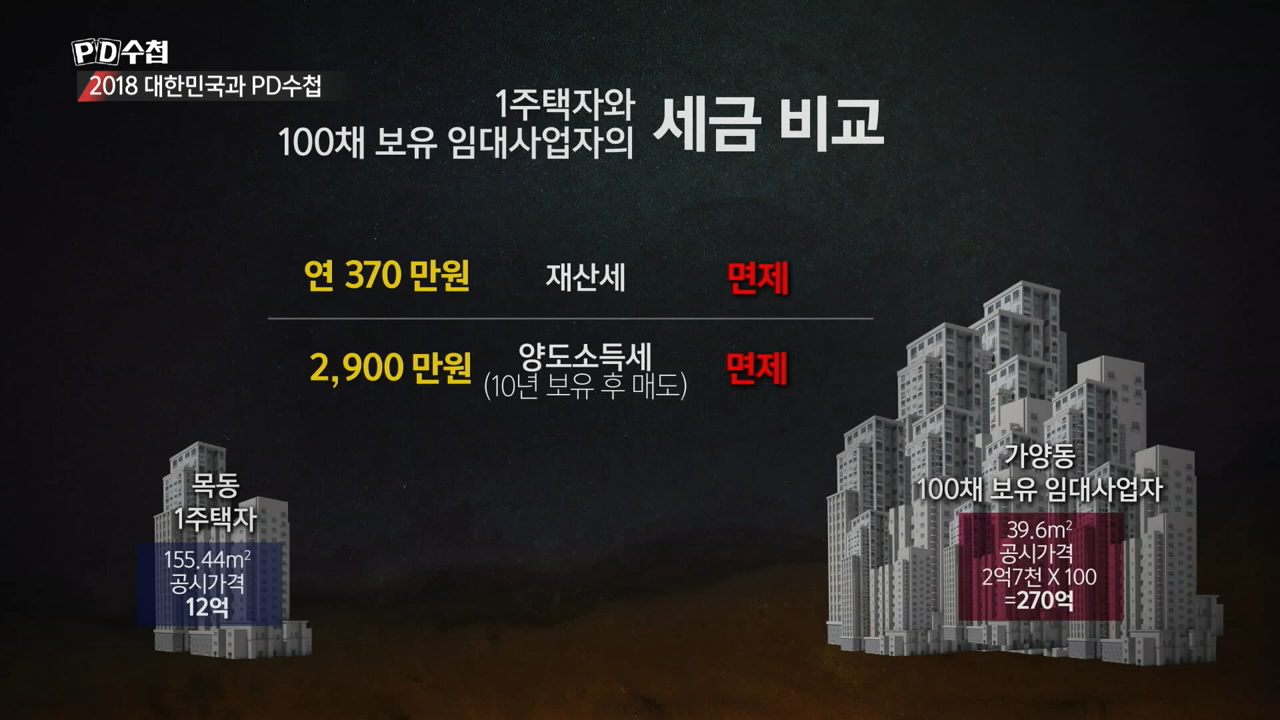 PD수첩
2018 대한민국과 PD수첩
1주택자와
100채 보유 임대사업자의
세금 비교
연 370 만원 재산세 면제
2,900 만원 양도소득세 면제
(10년 보유 후 매도)
목동
1주택자
155.44m²
공시가격
12억
가양동
100채 보유 임대사업자
39.6m²
공시가격
2억7천 X 100
=270억